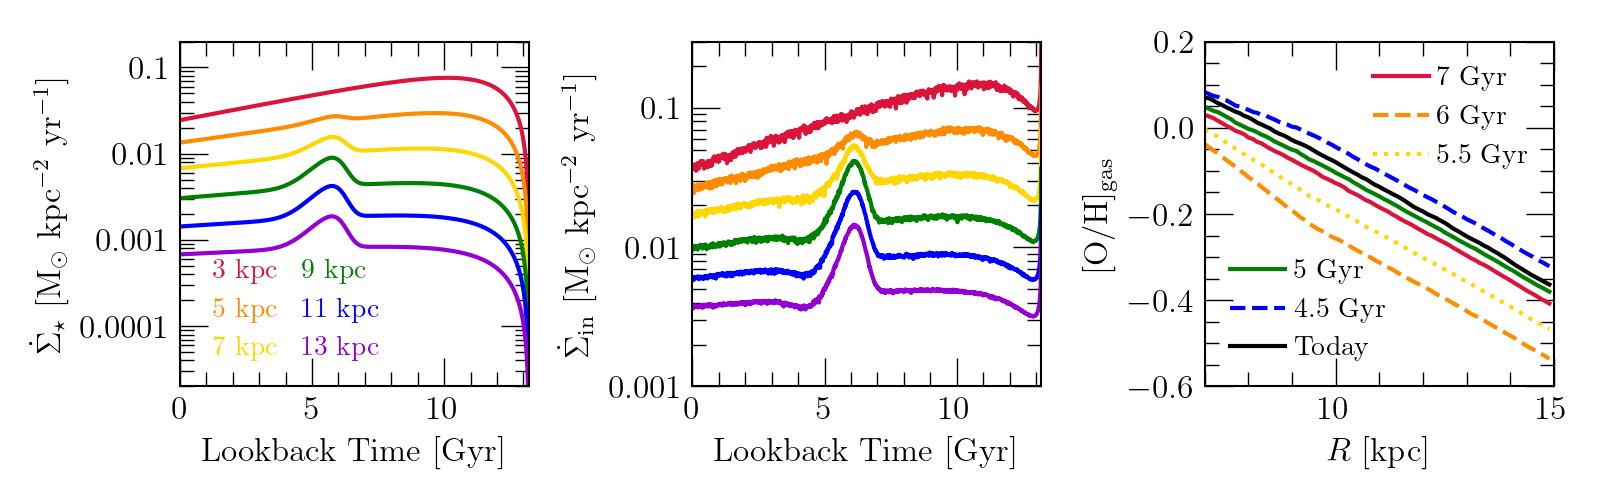 Σ̇⋆ [M⊙ kpc⁻² yr⁻¹]
0.1
0.01
0.001
0.0001
3 kpc 9 kpc
5 kpc 11 kpc
7 kpc 13 kpc
0 5 10
Lookback Time [Gyr]
Σ̇in [M⊙ kpc⁻² yr⁻¹]
0.1
0.01
0.001
0 5 10
Lookback Time [Gyr]
[O/H]gas
0.2
0.0
−0.2
−0.4
−0.6
7 Gyr
6 Gyr
5.5 Gyr
5 Gyr
4.5 Gyr
Today
10 15
R [kpc]